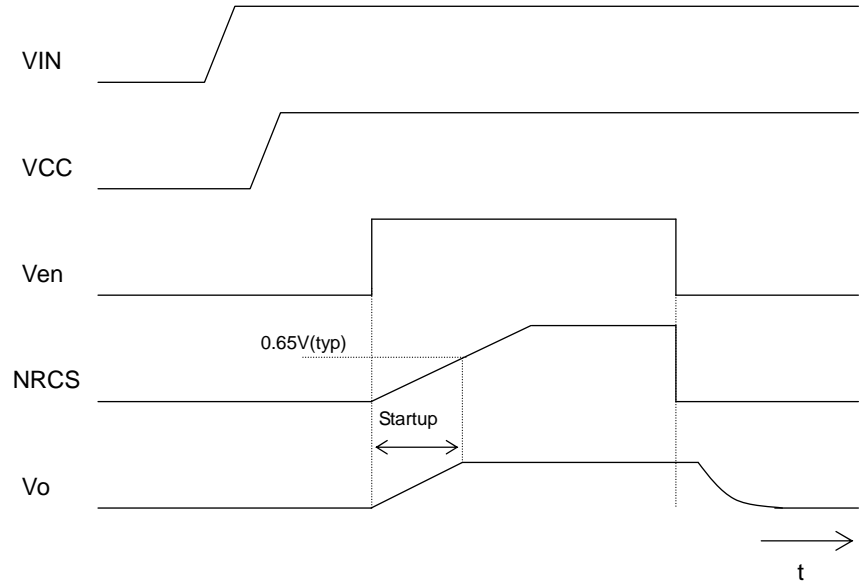 VIN
VCC
Ven
0.65V(typ)
NRCS
Startup
Vo
t